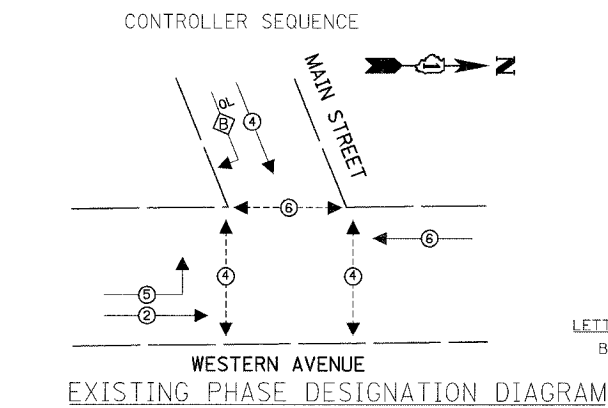 CONTROLLER SEQUENCE
N
MAIN STREET
OL
B
4
6
6
4
4
5
2
LETT
B
WESTERN AVENUE
EXISTING PHASE DESIGNATION DIAGRAM